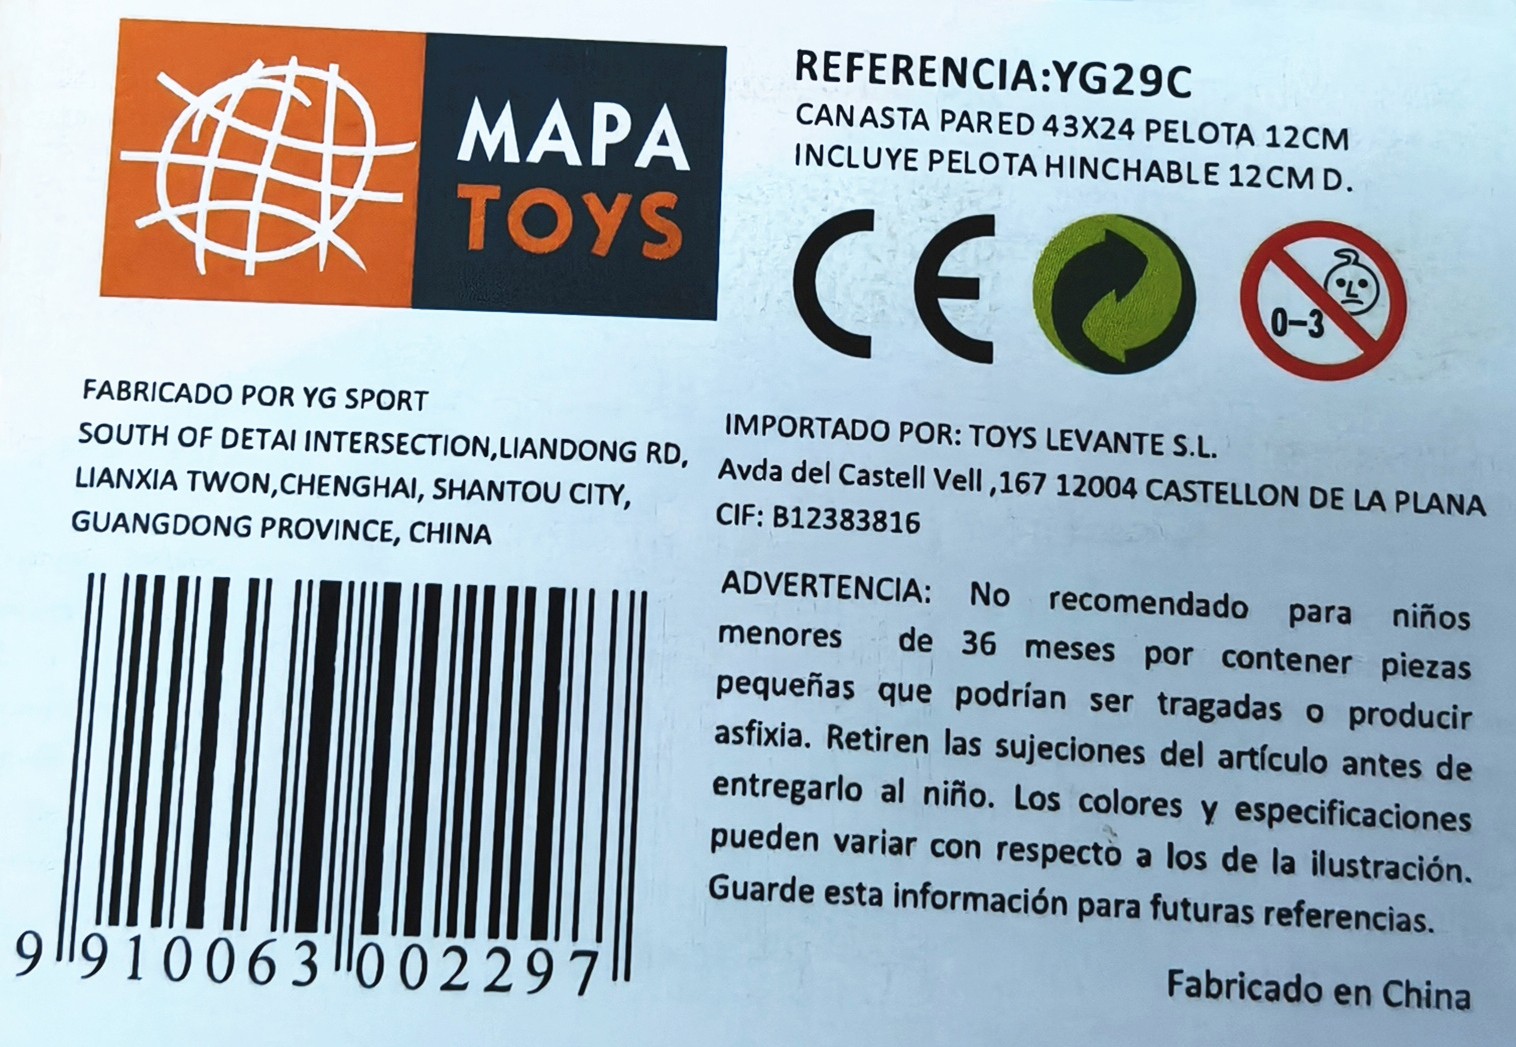 MAPA
TOYS
REFERENCIA:YG29C
CANASTA PARED 43X24 PELOTA 12CM
INCLUYE PELOTA HINCHABLE 12CM D.
CE
0-3
FABRICADO POR YG SPORT
SOUTH OF DETAI INTERSECTION,LIANDONG RD,
LIANXIA TWON,CHENGHAI, SHANTOU CITY,
GUANGDONG PROVINCE, CHINA
IMPORTADO POR: TOYS LEVANTE S.L.
Avda del Castell Vell ,167 12004 CASTELLON DE LA PLANA
CIF: B12383816
ADVERTENCIA: No recomendado para niños
menores de 36 meses por contener piezas
pequeñas que podrían ser tragadas o producir
asfixia. Retiren las sujeciones del artículo antes de
entregarlo al niño. Los colores y especificaciones
pueden variar con respecto a los de la ilustración.
Guarde esta información para futuras referencias.
9 910063 002297
Fabricado en China